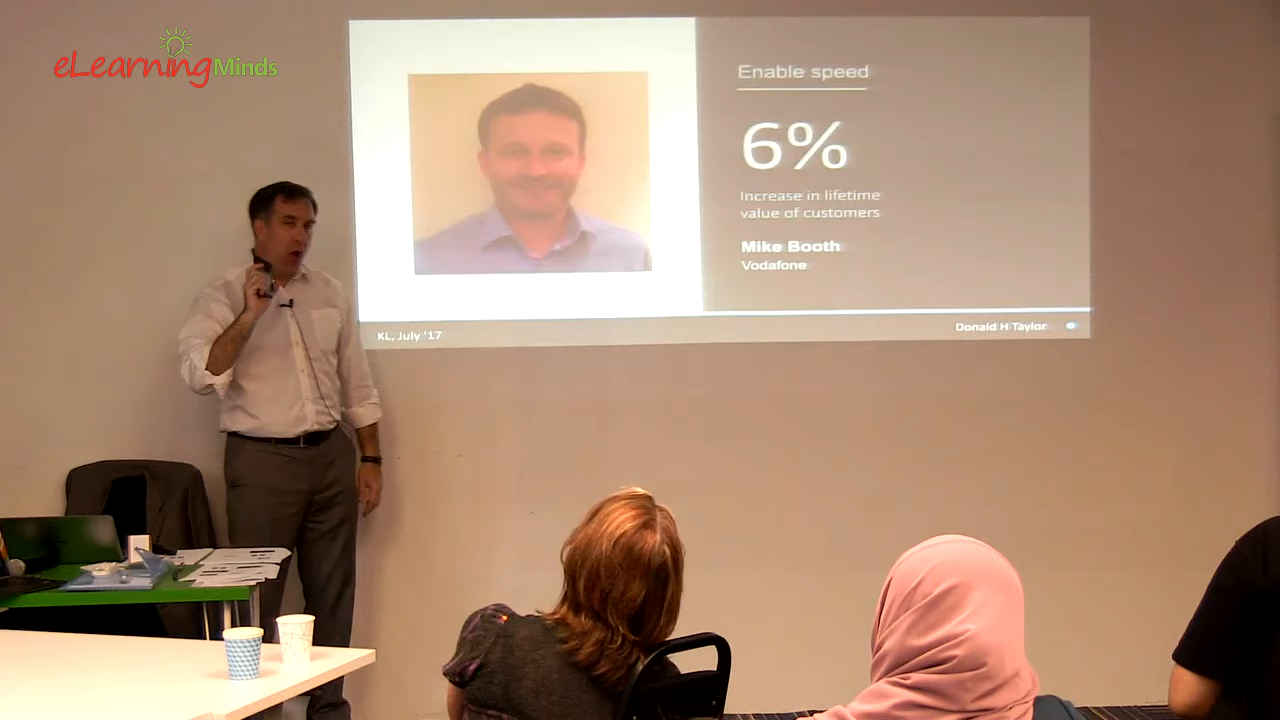 eLearningMinds
Enable speed
6%
Increase in lifetime
value of customers
Mike Booth
Vodafone
KL, July '17
Donald H Taylor